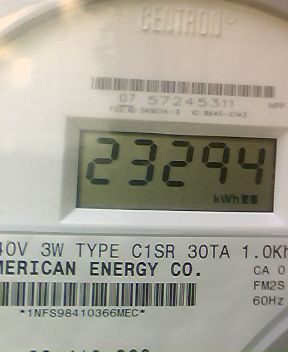 CENTRON
07 57245311
23294
kWh
40V 3W TYPE C1SR 30TA 1.0Kh
MERICAN ENERGY CO.
CA 0
FM2S
60Hz
*1NFS98410366MEC*